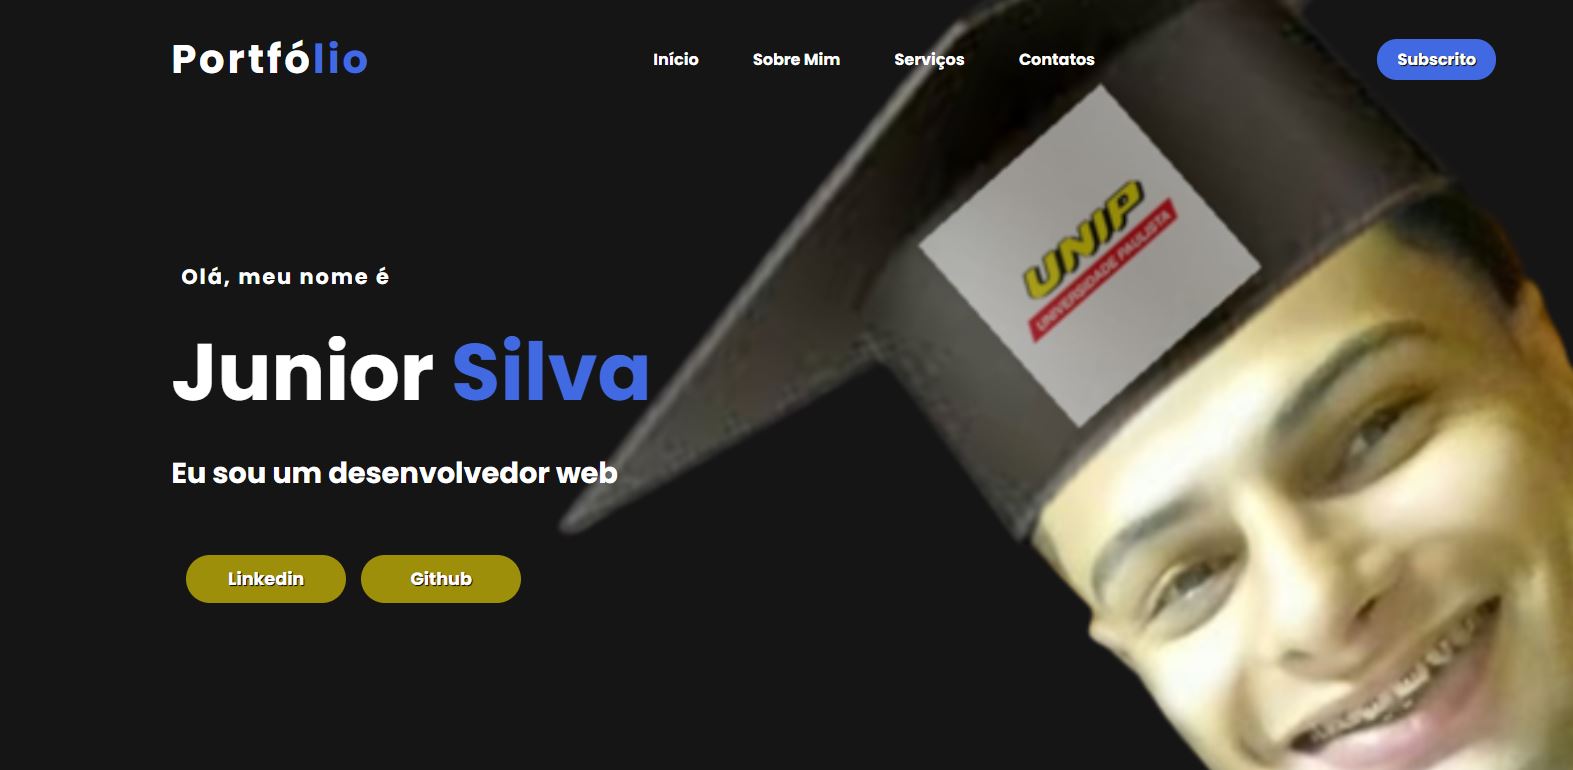 Portfólio
Início
Sobre Mim
Serviços
Contatos
Subscrito
UNIP
UNIVERSIDADE PAULISTA
Olá, meu nome é
Junior Silva
Eu sou um desenvolvedor web
Linkedin
Github